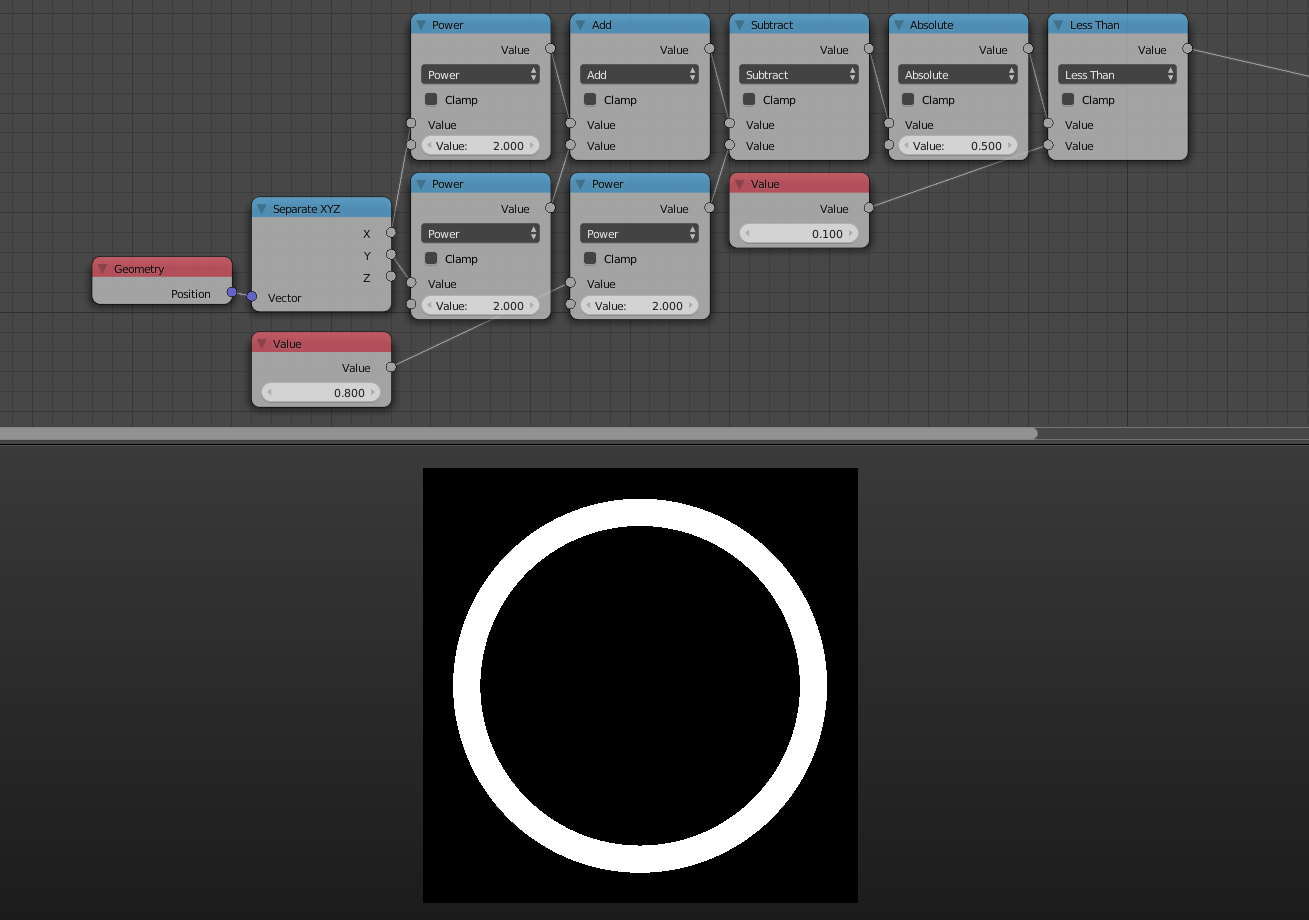 Power
Value
Power
Clamp
Value
Value: 2.000
Add
Value
Add
Clamp
Value
Value
Subtract
Value
Subtract
Clamp
Value
Value
Absolute
Value
Absolute
Clamp
Value
Value: 0.500
Less Than
Value
Less Than
Clamp
Value
Value
Geometry
Position
Separate XYZ
X
Y
Z
Vector
Power
Value
Power
Clamp
Value
Value: 2.000
Power
Value
Power
Clamp
Value
Value: 2.000
Value
Value
0.100
Value
Value
0.800